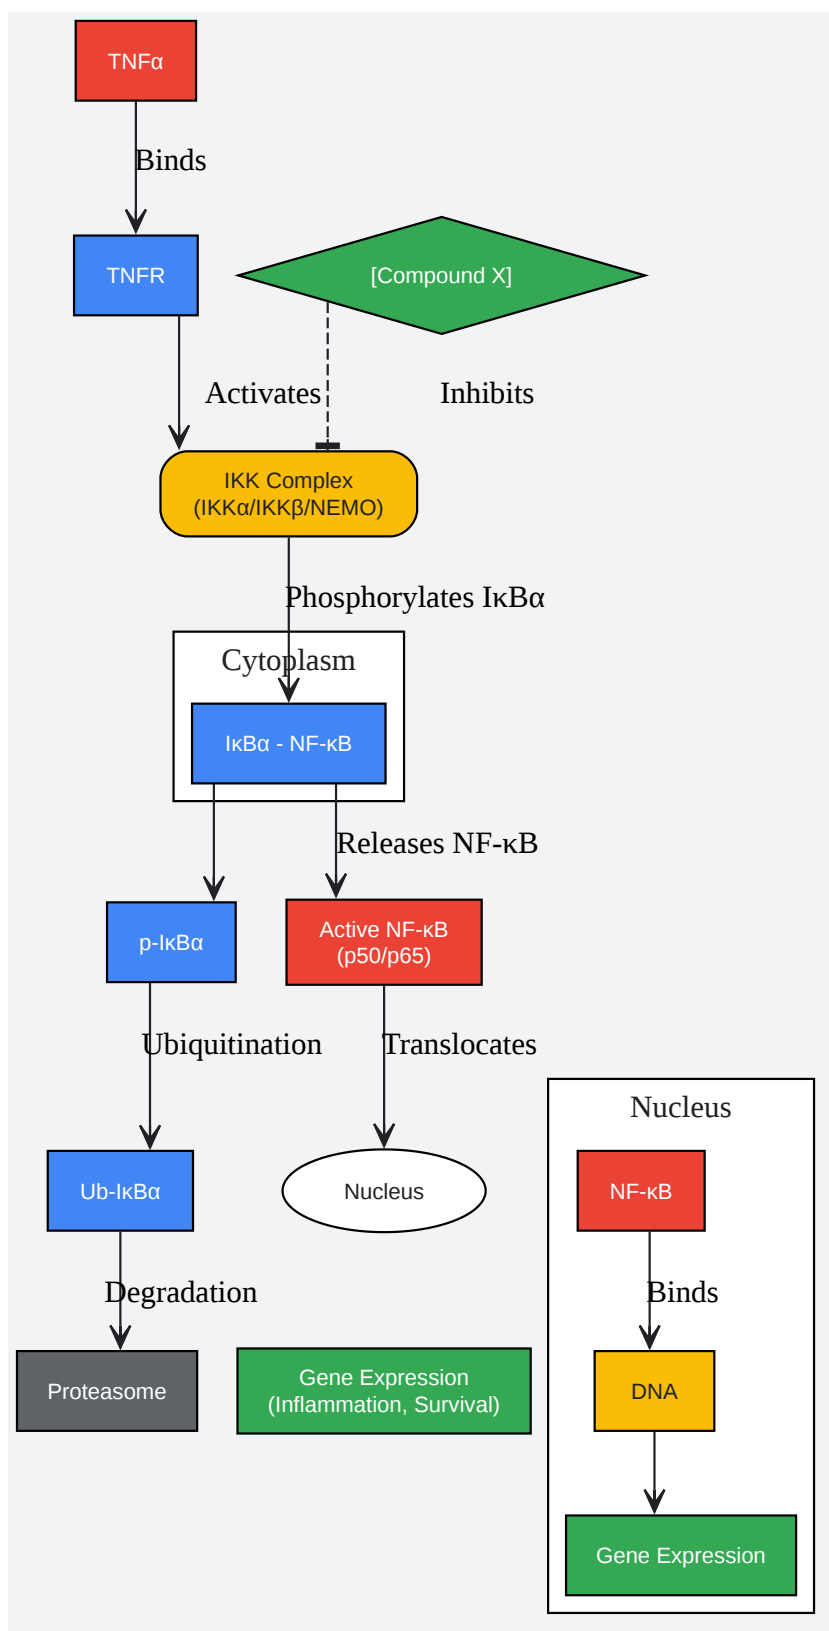 TNFα
Binds
TNFR
[Compound X]
Activates
Inhibits
IKK Complex
(IKKα/IKKβ/NEMO)
Phosphorylates IκBα
Cytoplasm
IκBα - NF-κB
Releases NF-κB
p-IκBα
Active NF-κB
(p50/p65)
Ubiquitination
Translocates
Nucleus
Ub-IκBα
Nucleus
NF-κB
Degradation
Binds
Proteasome
Gene Expression
(Inflammation, Survival)
DNA
Gene Expression